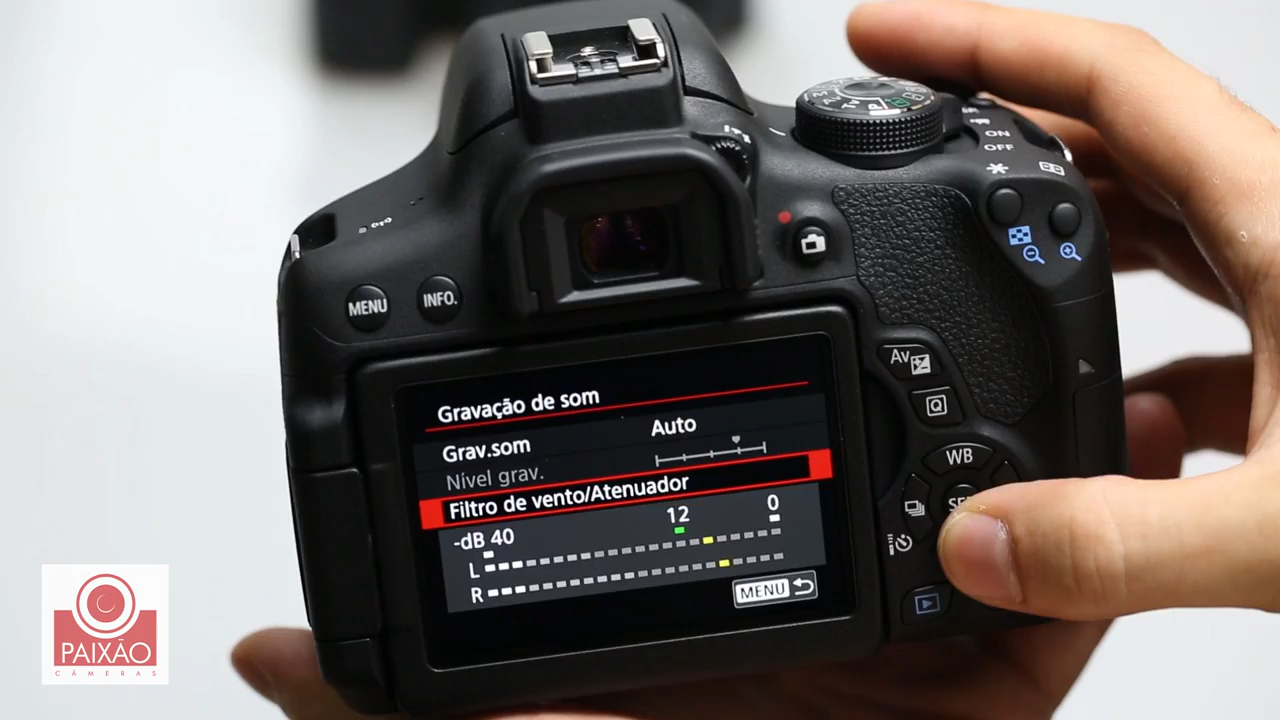 Tv
P
ON
OFF
MENU
INFO.
Av
Q
WB
Gravação de som
Grav.som
Auto
Nível grav.
Filtro de vento/Atenuador
-dB 40
12
0
L
R
MENU
PAIXÃO
CÂMERAS